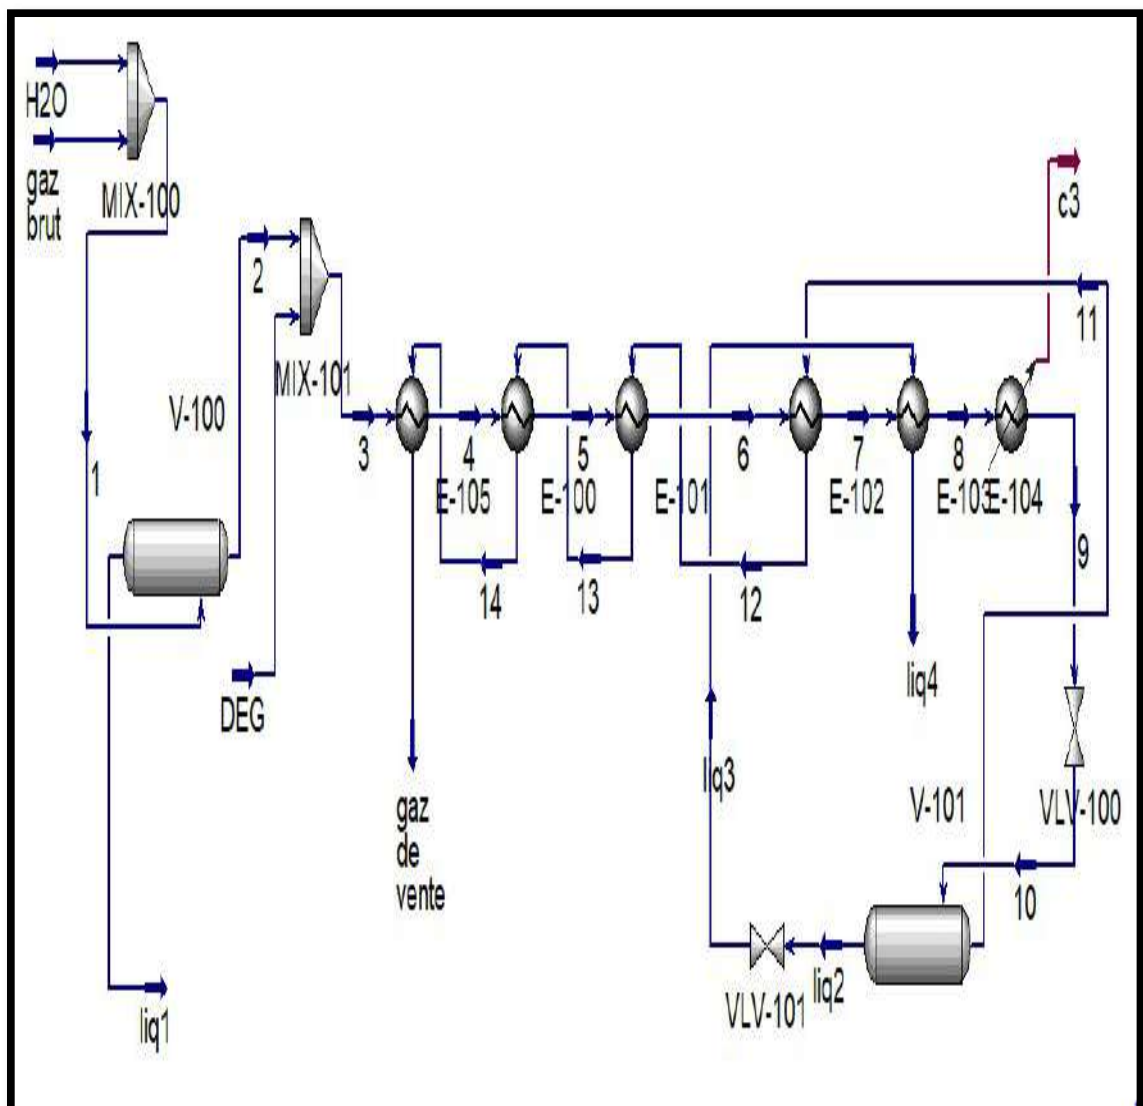 H2O
gaz
brut
MIX-100
c3
2
11
MIX-101
V-100
3
4
5
6
7
8
1
E-105
E-100
E-101
E-102
E-103
E-104
9
14
13
12
liq4
DEG
liq3
gaz
de
vente
V-101
VLV-100
10
VLV-101
liq2
liq1